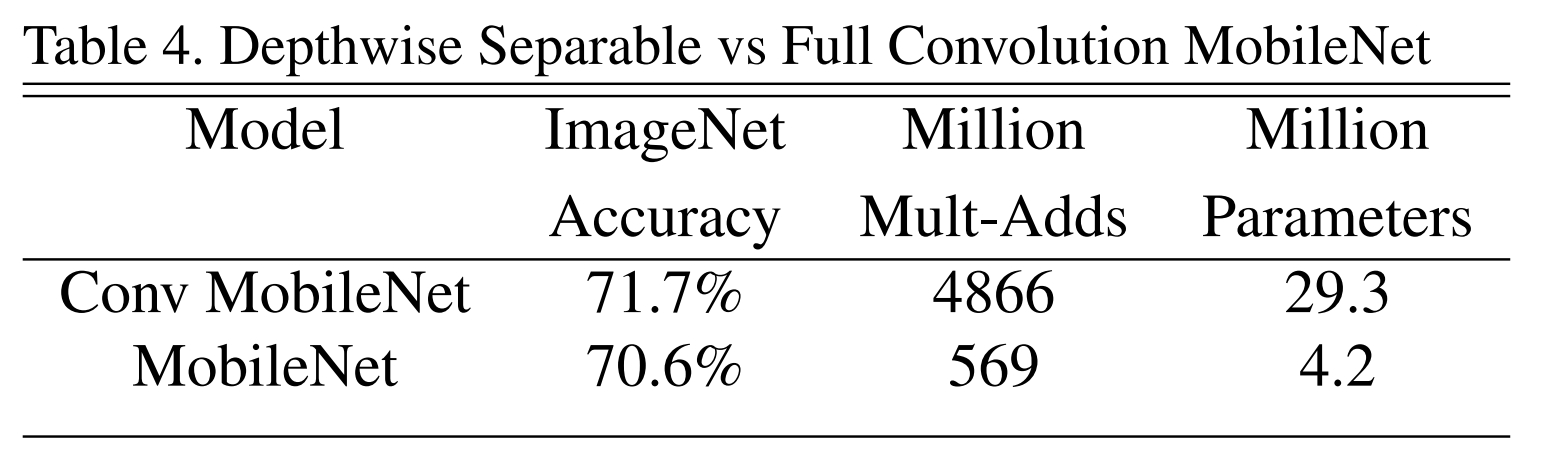 Table 4. Depthwise Separable vs Full Convolution MobileNet
Model ImageNet Million Million
Accuracy Mult-Adds Parameters
Conv MobileNet 71.7% 4866 29.3
MobileNet 70.6% 569 4.2